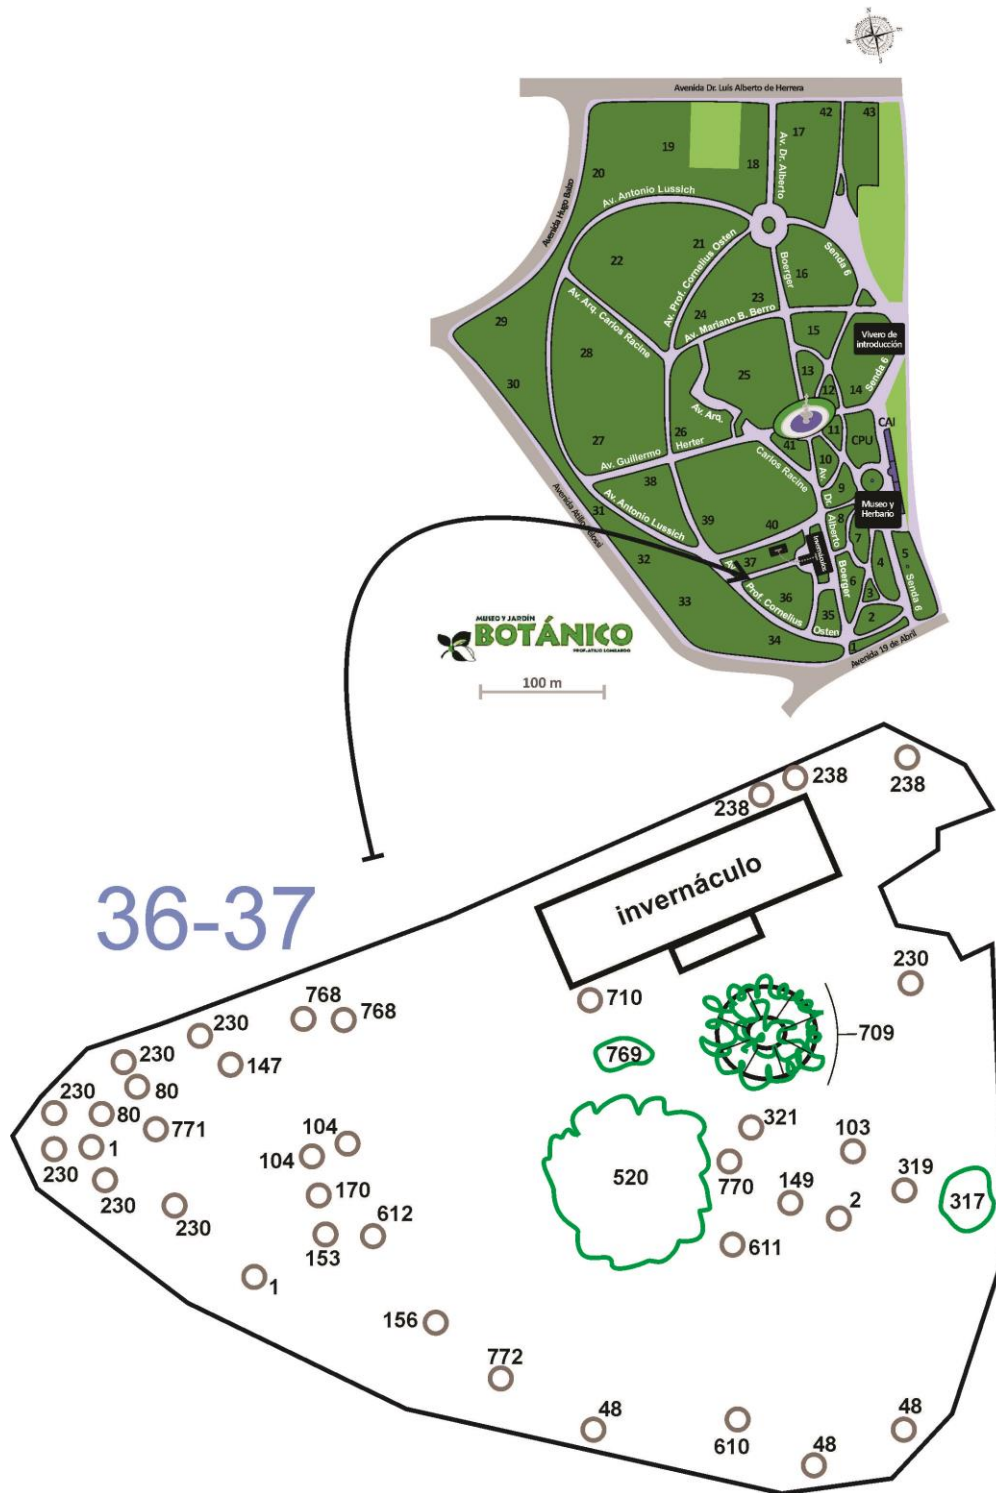 N
E
S
Avenida Dr. Luis Alberto de Herrera
42
43
17
19
18
20
Av. Dr. Alberto
Av. Antonio Lussich
Avenida Hugo Balzo
21
22
Av. Prof. Cornelius Osten
Boerger
Senda 6
16
Av. Arq. Carlos Racine
23
24
Av. Mariano B. Berro
29
28
15
Vivero de
introducción
30
25
13
12
14
Senda 6
Av. Arq.
27
26
11
CPU
CAI
Av. Guillermo
Herter
41
Carlos Racine
10
Av.
Dr.
Alberto
Boerger
38
9
Av. Antonio Lussich
31
39
40
8
Museo y
Herbario
7
32
37
Invernáculos
5
4
Av.
Prof. Cornelius
Osten
6
3
Senda 6
33
36
35
2
34
1
Avenida 19 de Abril
MUSEO Y JARDÍN
BOTÁNICO
PROF. ATILIO LOMBARDO
100 m
238
238
238
invernáculo
36-37
230
768
768
710
230
709
230
769
147
80
230
80
771
321
103
104
104
1
230
520
319
770
149
317
170
2
230
230
612
611
153
1
156
772
48
610
48
48